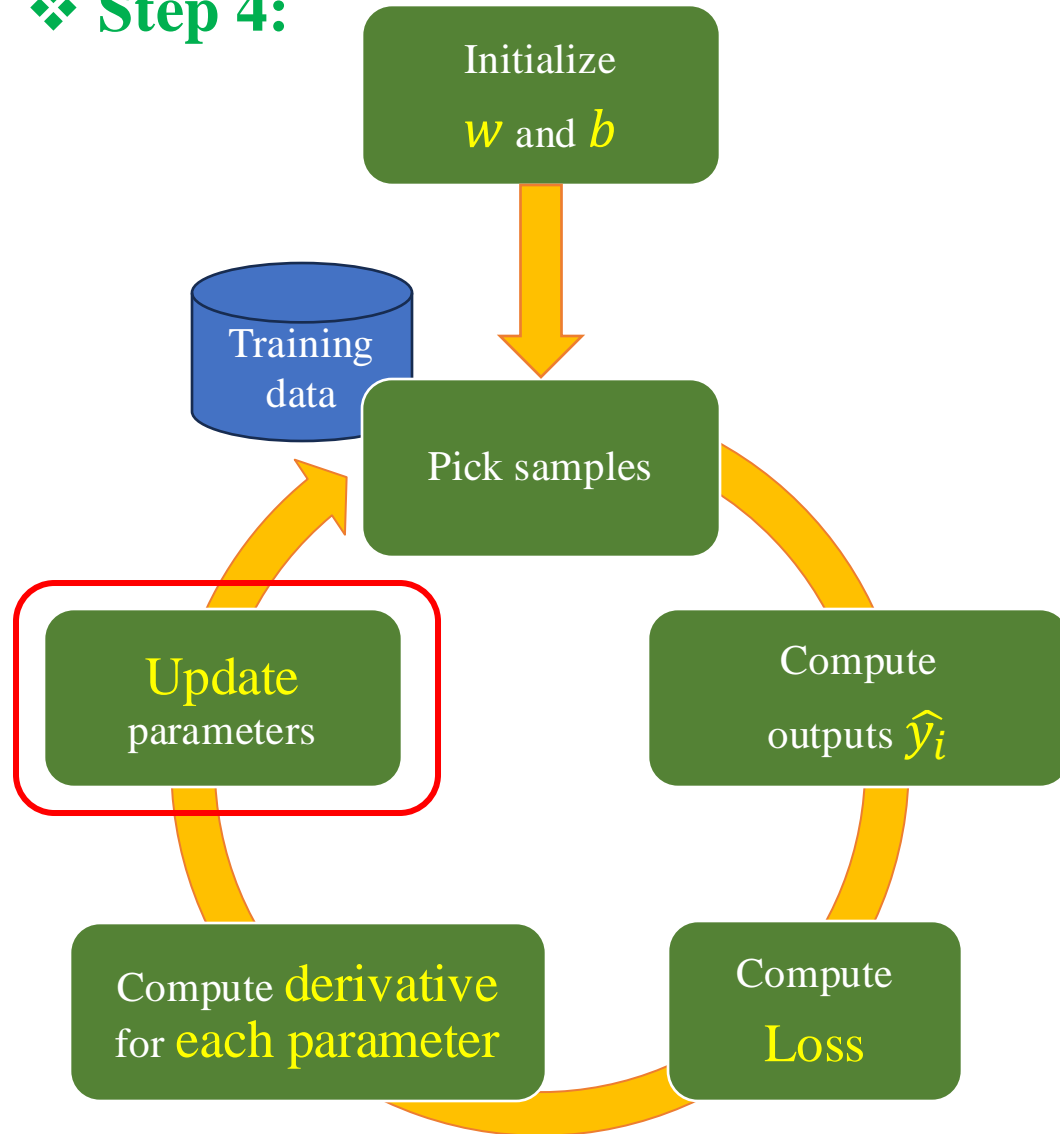 ❖ Step 4:
Initialize
w and b
Training
data
Pick samples
Compute
outputs ŷᵢ
Compute
Loss
Compute derivative
for each parameter
Update
parameters